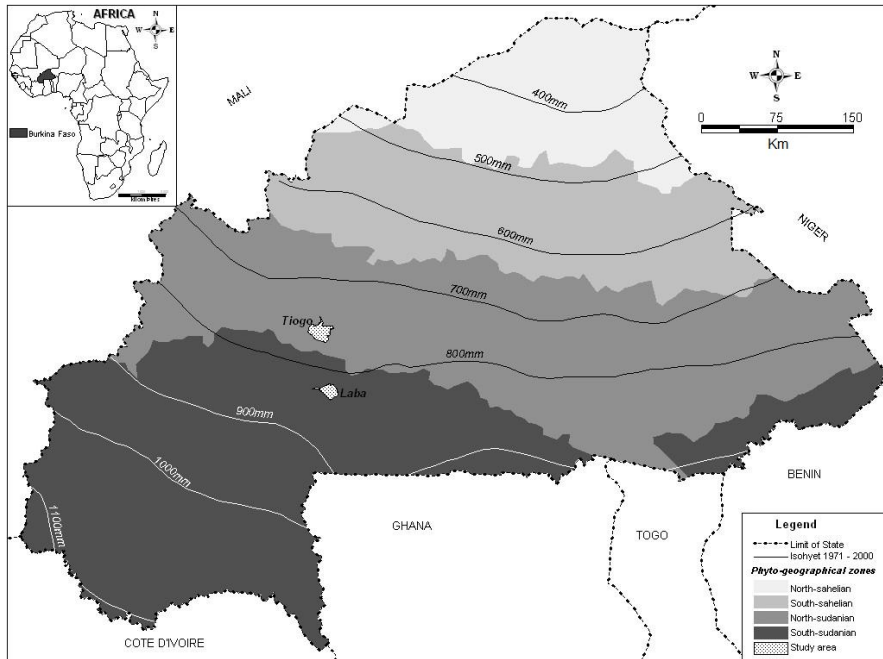 AFRICA
N
W E
S
Burkina Faso
MALI
N
W E
S
0 75 150
Km
400mm
500mm
600mm
NIGER
700mm
Tiogo
800mm
Laba
900mm
1000mm
1100mm
BENIN
GHANA
TOGO
COTE D'IVOIRE
Legend
Limit of State
Isohyet 1971 - 2000
Phyto-geographical zones
North-sahelian
South-sahelian
North-sudanian
South-sudanian
Study area